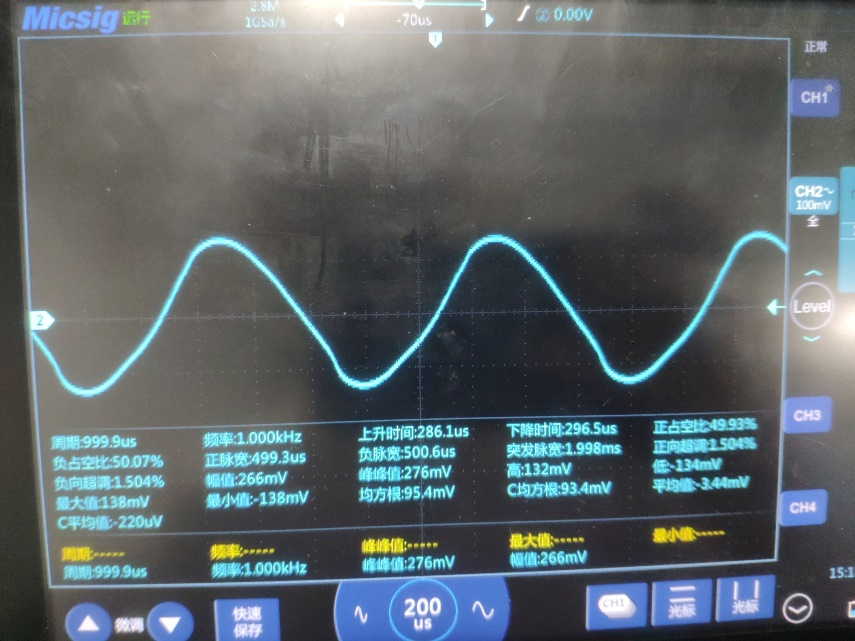 Micsig 运行
2.8M
1GSa/s
-70us
② 0.00V
T
正常
CH1
CH2~
100mV
全
2
Level
CH3
CH4
周期:999.9us 频率:1.000kHz 上升时间:286.1us 下降时间:296.5us 正占空比:49.93%
负占空比:50.07% 正脉宽:499.3us 负脉宽:500.6us 突发脉宽:1.998ms 正向超调:1.504%
负向超调:1.504% 幅值:266mV 峰峰值:276mV 高:132mV 低:-134mV
最大值:138mV 最小值:-138mV 均方根:95.4mV C均方根:93.4mV 平均值:-3.44mV
C平均值:-220uV
周期:----- 频率:----- 峰峰值:----- 最大值:----- 最小值:-----
周期:999.9us 频率:1.000kHz 峰峰值:276mV 幅值:266mV
微调
快速
保存
200
us
CH1
光标
光标